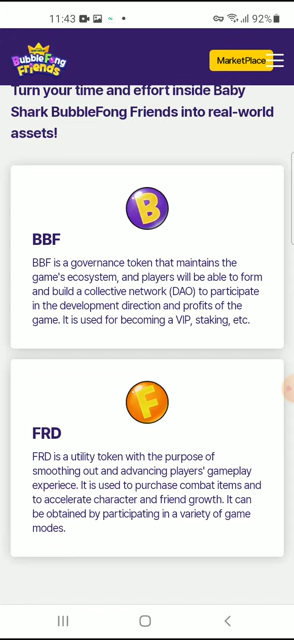 11:43
92%
BubbleFong
Friends
MarketPlace
Turn your time and effort inside Baby
Shark BubbleFong Friends into real-world
assets!
B
BBF
BBF is a governance token that maintains the
game's ecosystem, and players will be able to form
and build a collective network (DAO) to participate
in the development direction and profits of the
game. It is used for becoming a VIP, staking, etc.
F
FRD
FRD is a utility token with the purpose of
smoothing out and advancing players' gameplay
experiece. It is used to purchase combat items and
to accelerate character and friend growth. It can
be obtained by participating in a variety of game
modes.